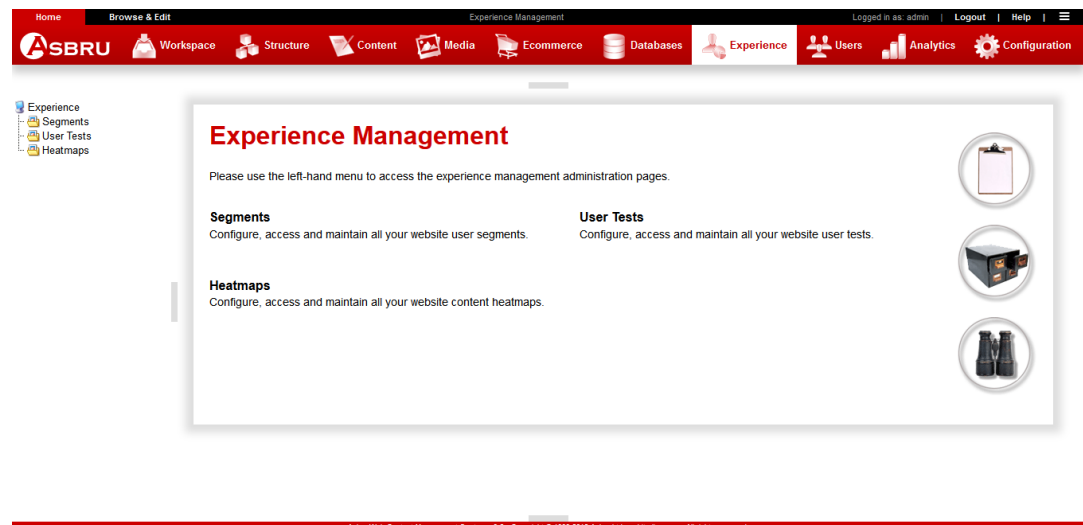 Home Browse & Edit Experience Management Logged in as: admin | Logout | Help |
ASBRU Workspace Structure Content Media Ecommerce Databases Experience Users Analytics Configuration
Experience
Segments
User Tests
Heatmaps
Experience Management
Please use the left-hand menu to access the experience management administration pages.
Segments
Configure, access and maintain all your website user segments.
User Tests
Configure, access and maintain all your website user tests.
Heatmaps
Configure, access and maintain all your website content heatmaps.